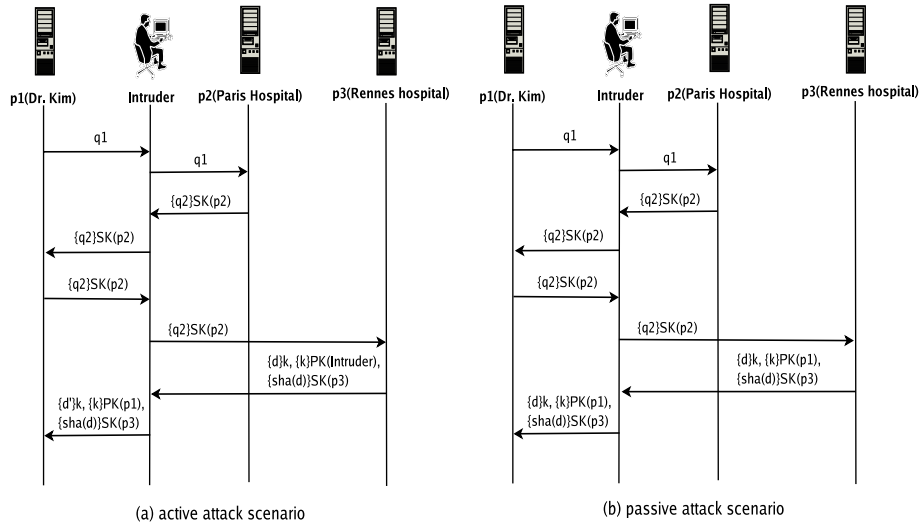 p1(Dr. Kim)
Intruder
p2(Paris Hospital)
p3(Rennes hospital)
q1
q1
{q2}SK(p2)
{q2}SK(p2)
{q2}SK(p2)
{q2}SK(p2)
{d}k, {k}PK(Intruder),
{sha(d)}SK(p3)
{d'}k, {k}PK(p1),
{sha(d)}SK(p3)
(a) active attack scenario
p1(Dr. Kim)
Intruder
p2(Paris Hospital)
p3(Rennes hospital)
q1
q1
{q2}SK(p2)
{q2}SK(p2)
{q2}SK(p2)
{q2}SK(p2)
{d}k, {k}PK(p1),
{sha(d)}SK(p3)
{d}k, {k}PK(p1),
{sha(d)}SK(p3)
(b) passive attack scenario